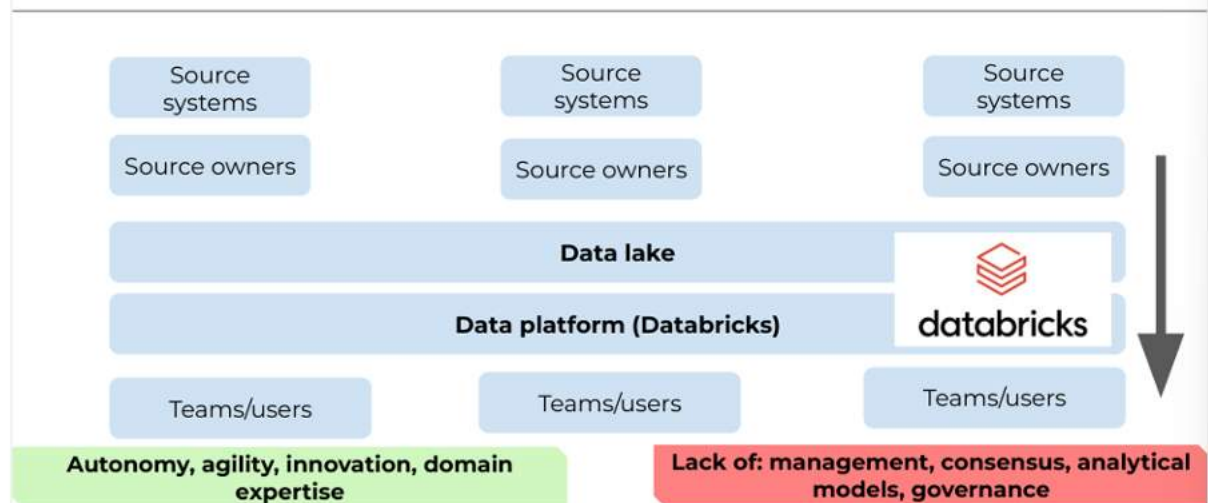 Source
systems
Source
systems
Source
systems
Source owners
Source owners
Source owners
Data lake
databricks
Data platform (Databricks)
Teams/users
Teams/users
Teams/users
Autonomy, agility, innovation, domain
expertise
Lack of: management, consensus, analytical
models, governance